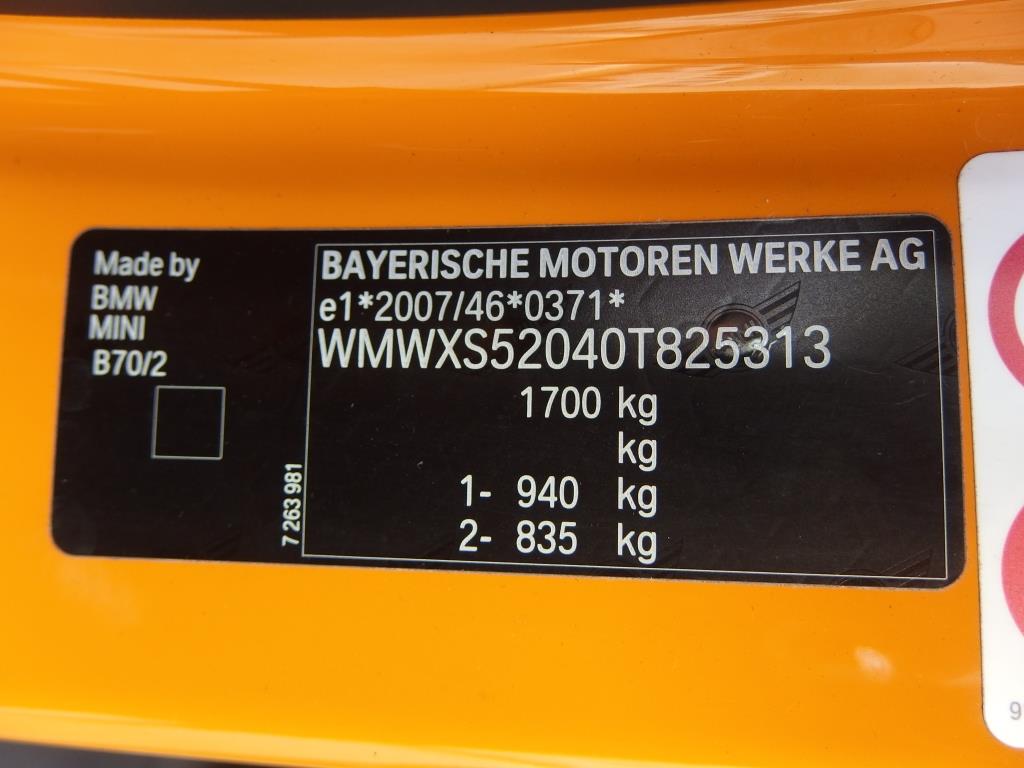 Made by
BMW
MINI
B70/2
7 263 981
BAYERISCHE MOTOREN WERKE AG
e1*2007/46*0371*
WMWXS52040T825313
1700 kg
kg
1- 940 kg
2- 835 kg
9